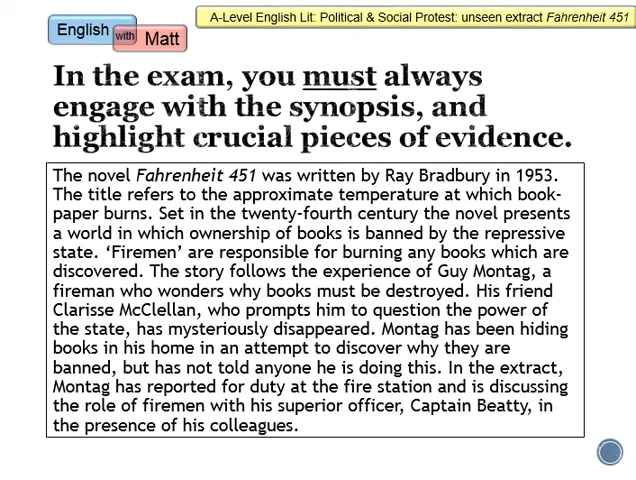 A-Level English Lit: Political & Social Protest: unseen extract Fahrenheit 451
English with Matt
In the exam, you must always
engage with the synopsis, and
highlight crucial pieces of evidence.
The novel Fahrenheit 451 was written by Ray Bradbury in 1953.
The title refers to the approximate temperature at which book-
paper burns. Set in the twenty-fourth century the novel presents
a world in which ownership of books is banned by the repressive
state. ‘Firemen’ are responsible for burning any books which are
discovered. The story follows the experience of Guy Montag, a
fireman who wonders why books must be destroyed. His friend
Clarisse McClellan, who prompts him to question the power of
the state, has mysteriously disappeared. Montag has been hiding
books in his home in an attempt to discover why they are
banned, but has not told anyone he is doing this. In the extract,
Montag has reported for duty at the fire station and is discussing
the role of firemen with his superior officer, Captain Beatty, in
the presence of his colleagues.